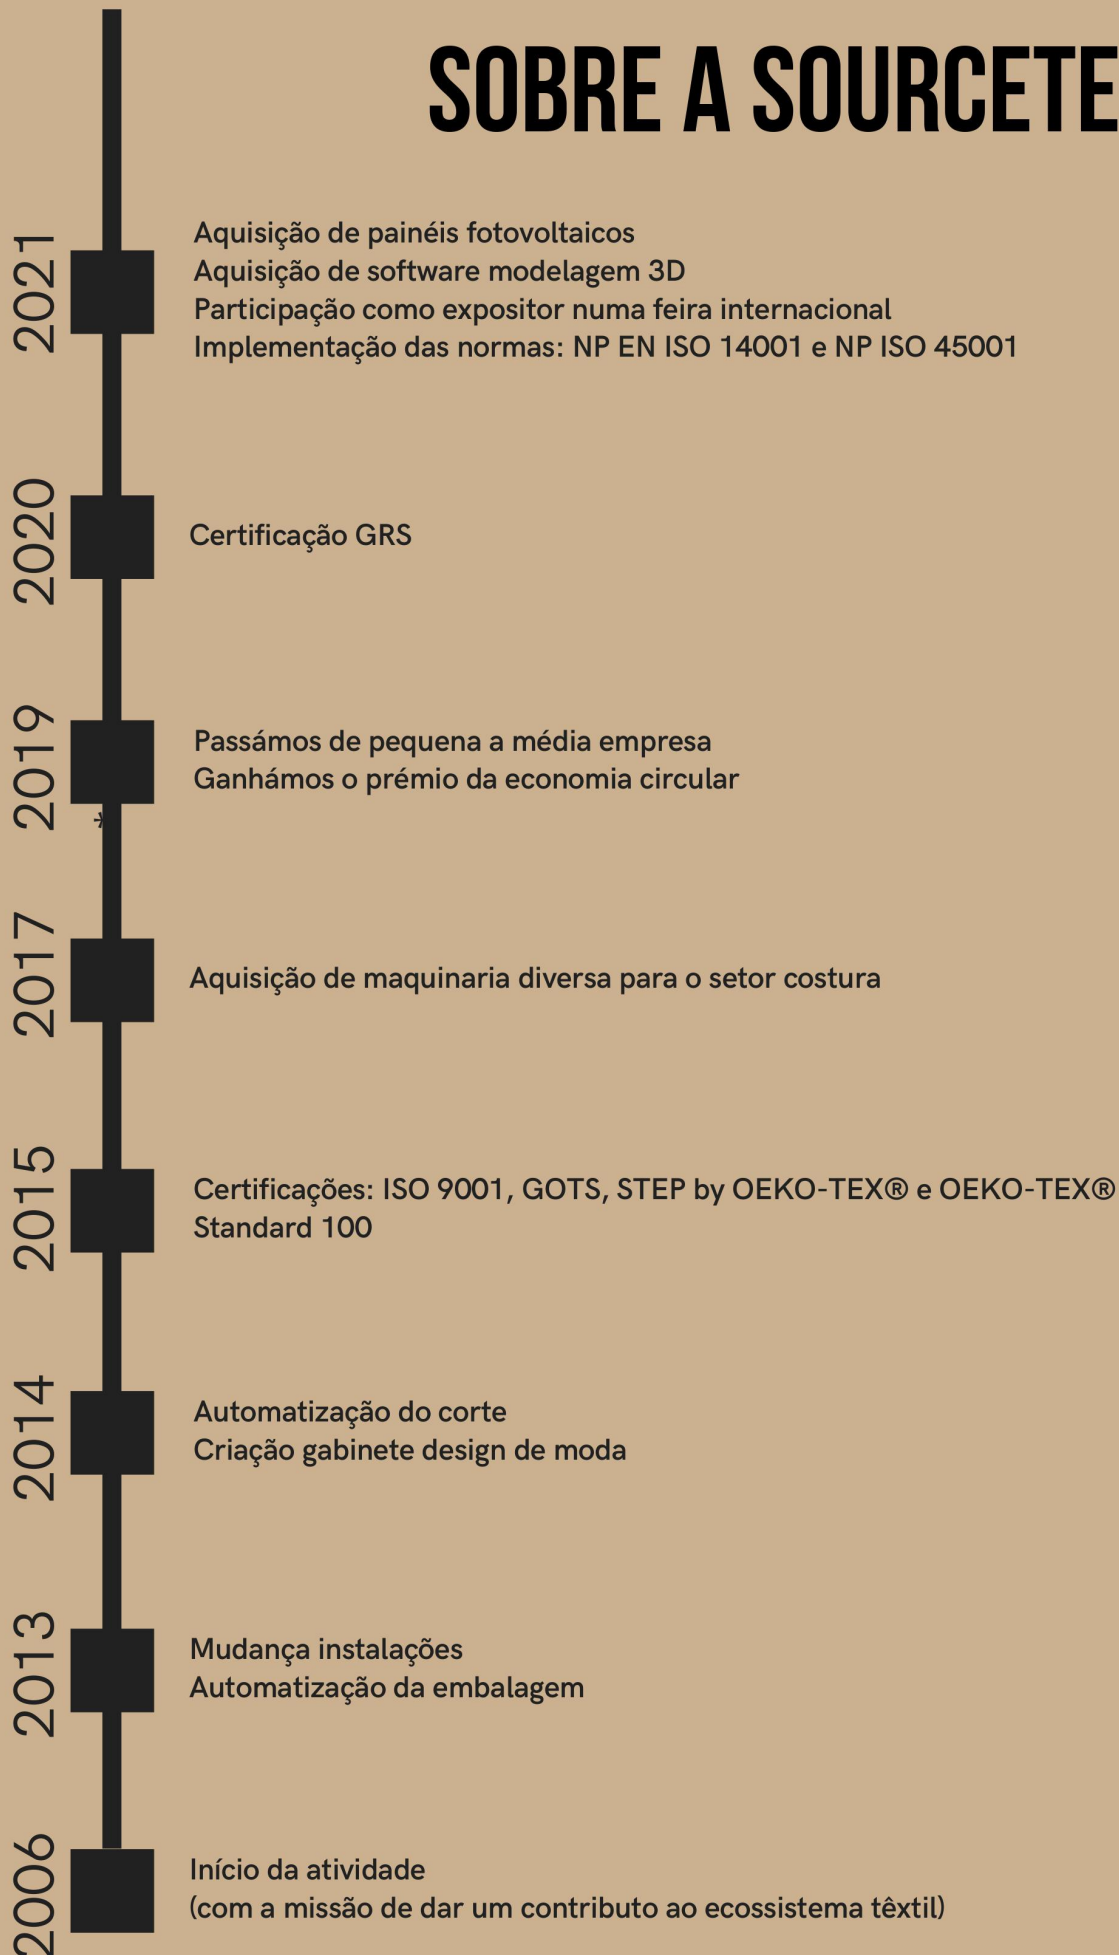 SOBRE A SOURCETE
2021
Aquisição de painéis fotovoltaicos
Aquisição de software modelagem 3D
Participação como expositor numa feira internacional
Implementação das normas: NP EN ISO 14001 e NP ISO 45001
2020
Certificação GRS
2019
Passámos de pequena a média empresa
Ganhámos o prémio da economia circular
*
2017
Aquisição de maquinaria diversa para o setor costura
2015
Certificações: ISO 9001, GOTS, STEP by OEKO-TEX® e OEKO-TEX®
Standard 100
2014
Automatização do corte
Criação gabinete design de moda
2013
Mudança instalações
Automatização da embalagem
2006
Início da atividade
(com a missão de dar um contributo ao ecossistema têxtil)